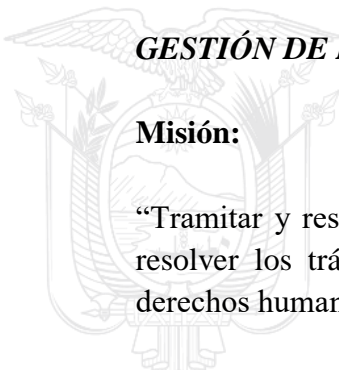 GESTIÓN DE
Misión:
“Tramitar y res
resolver los trá
derechos human